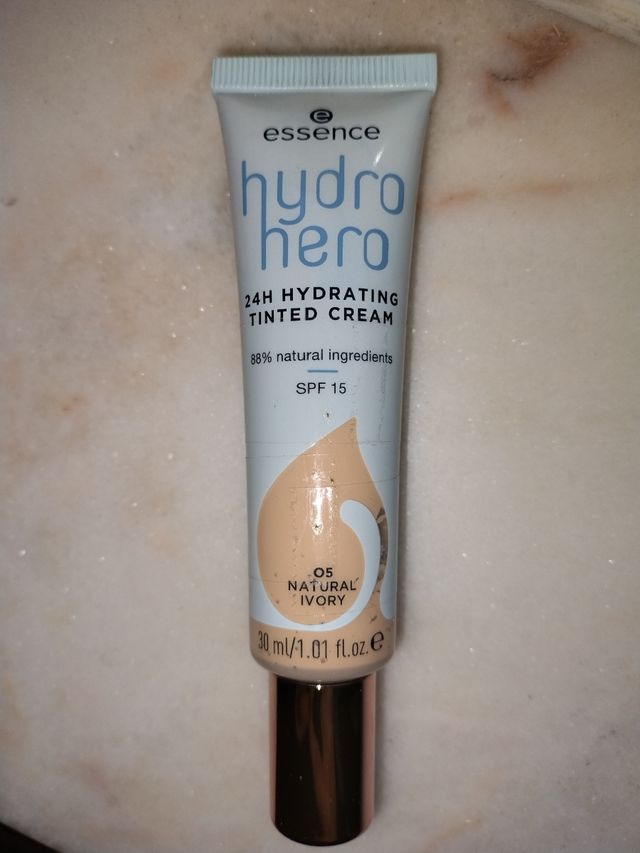 essence
hydro
hero
24H HYDRATING
TINTED CREAM
88% natural ingredients
SPF 15
05
NATURAL
IVORY
30 ml/1.01 fl.oz. ℮